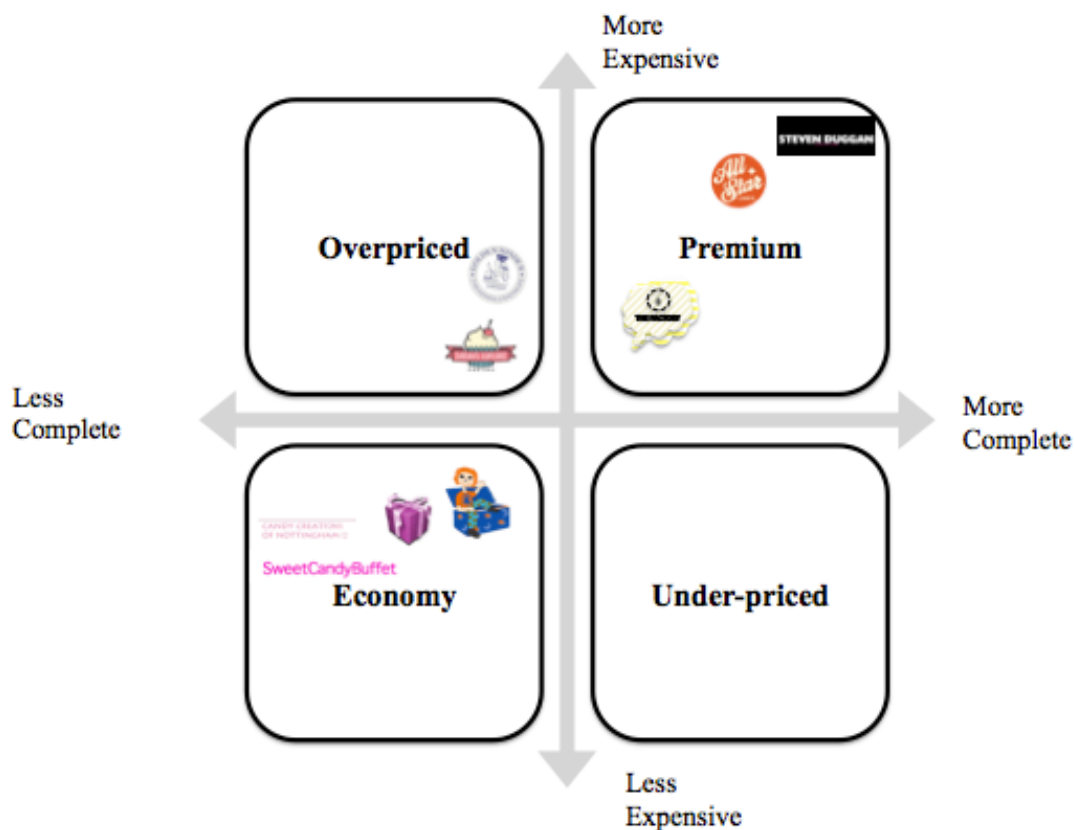 More
Expensive
STEVEN DUGGAN
All
Star
Overpriced
Premium
Less
Complete
More
Complete
CANDY CREATIONS
OF NOTTINGHAM
SweetCandyBuffet
Economy
Under-priced
Less
Expensive